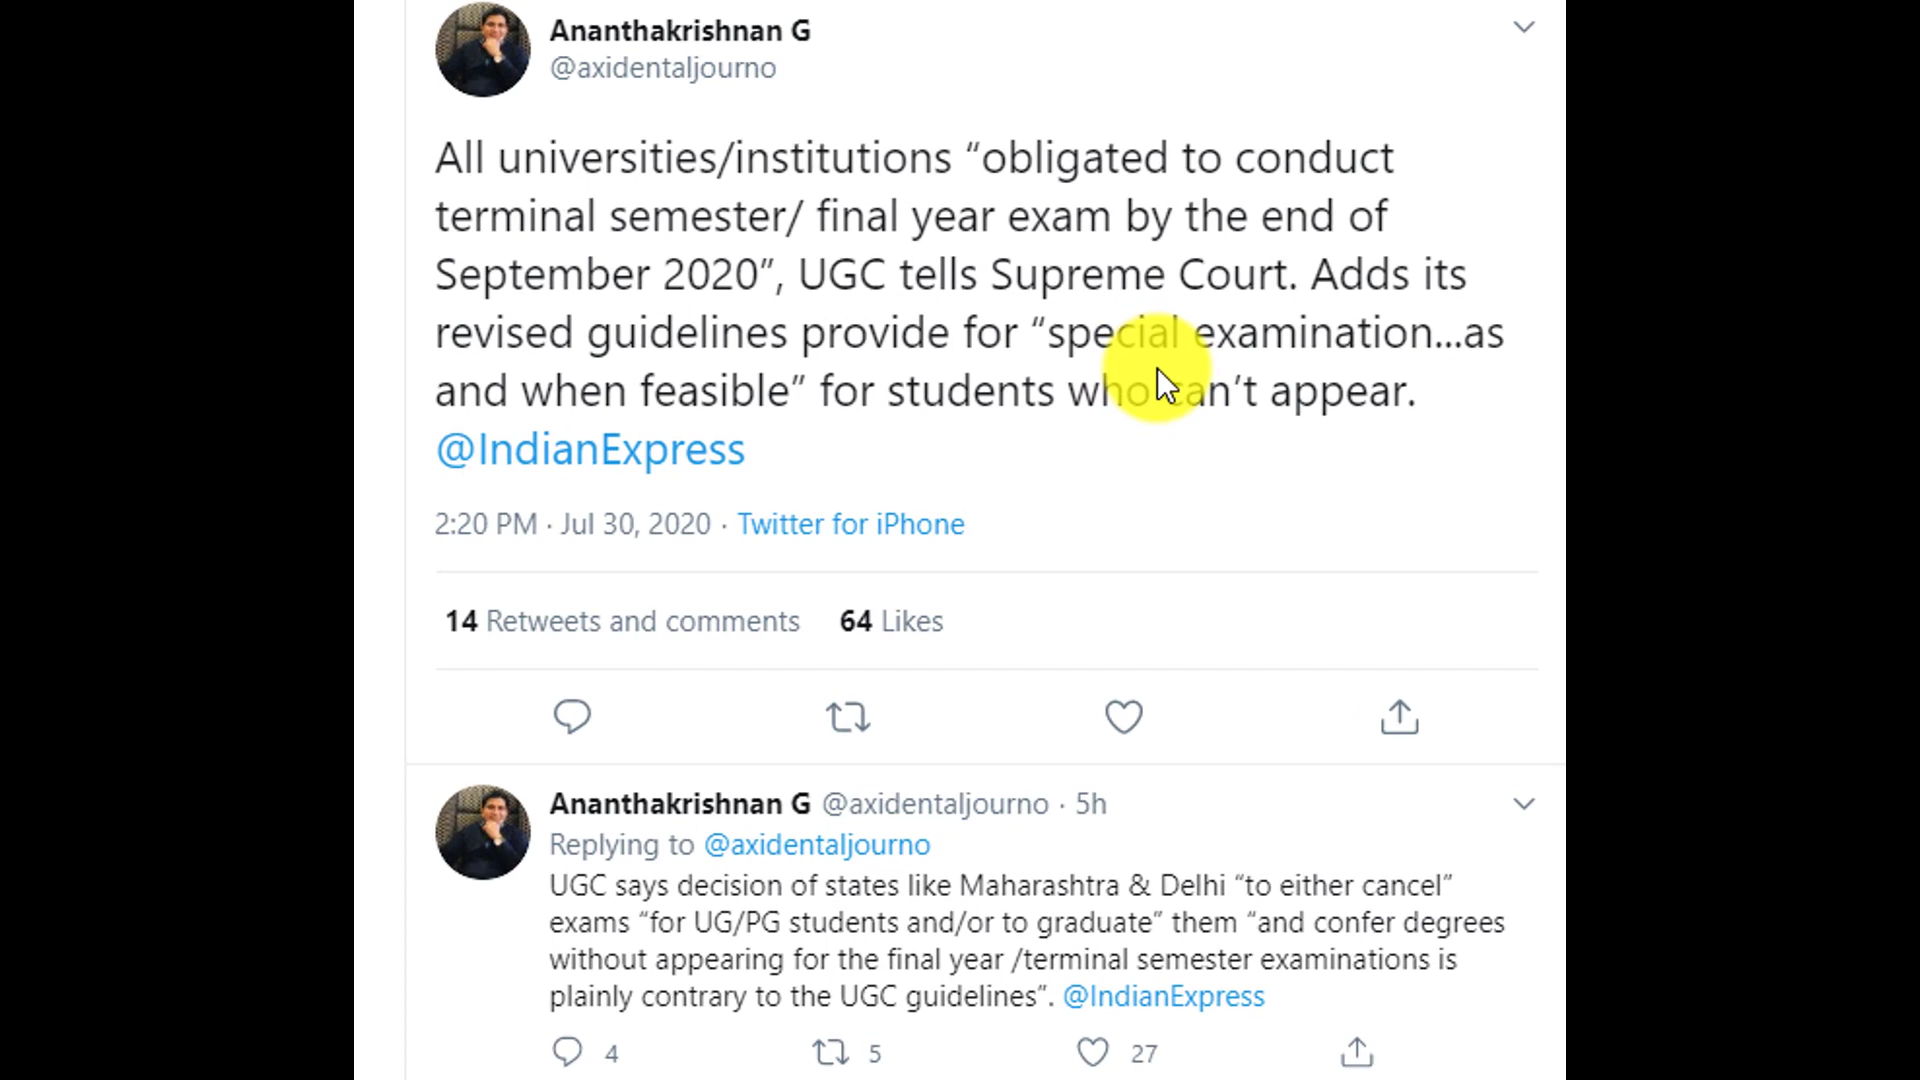 Ananthakrishnan G
@axidentaljourno
All universities/institutions “obligated to conduct
terminal semester/ final year exam by the end of
September 2020”, UGC tells Supreme Court. Adds its
revised guidelines provide for “special examination...as
and when feasible” for students who can’t appear.
@IndianExpress
2:20 PM · Jul 30, 2020 · Twitter for iPhone
14 Retweets and comments 64 Likes
Ananthakrishnan G @axidentaljourno · 5h
Replying to @axidentaljourno
UGC says decision of states like Maharashtra & Delhi “to either cancel”
exams “for UG/PG students and/or to graduate” them “and confer degrees
without appearing for the final year /terminal semester examinations is
plainly contrary to the UGC guidelines”. @IndianExpress
4 5 27